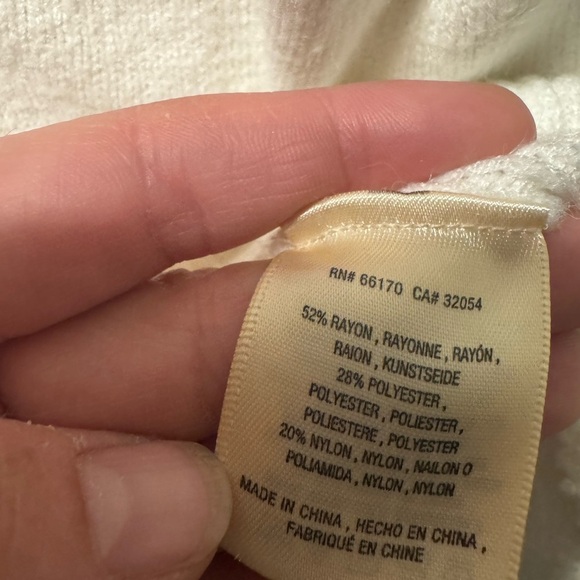 RN# 66170 CA# 32054
52% RAYON, RAYONNE, RAYÓN,
RAION, KUNSTSEIDE
28% POLYESTER,
POLYESTER, POLIESTER,
POLIESTERE, POLYESTER
20% NYLON, NYLON, NAILON O
POLIAMIDA, NYLON, NYLON
MADE IN CHINA, HECHO EN CHINA,
FABRIQUÉ EN CHINE